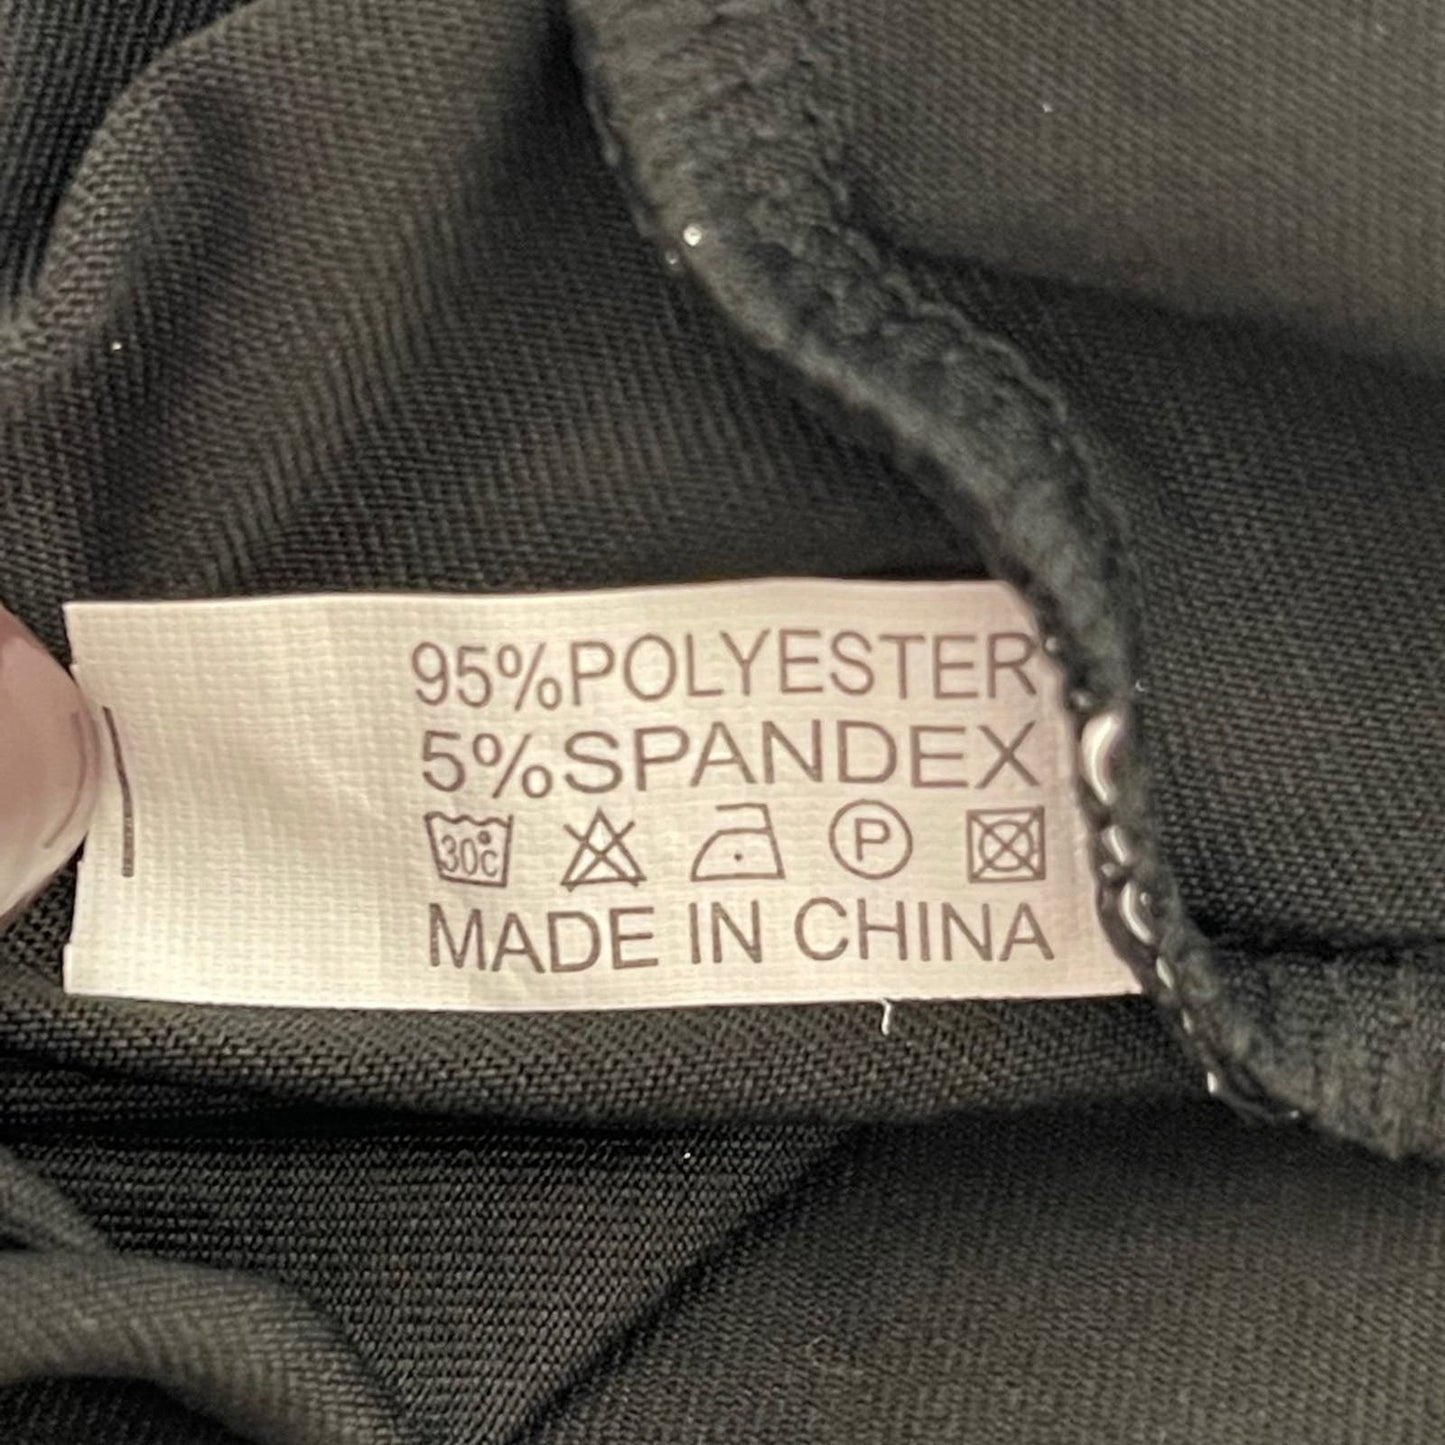 95%POLYESTER
5%SPANDEX
30°C P
MADE IN CHINA